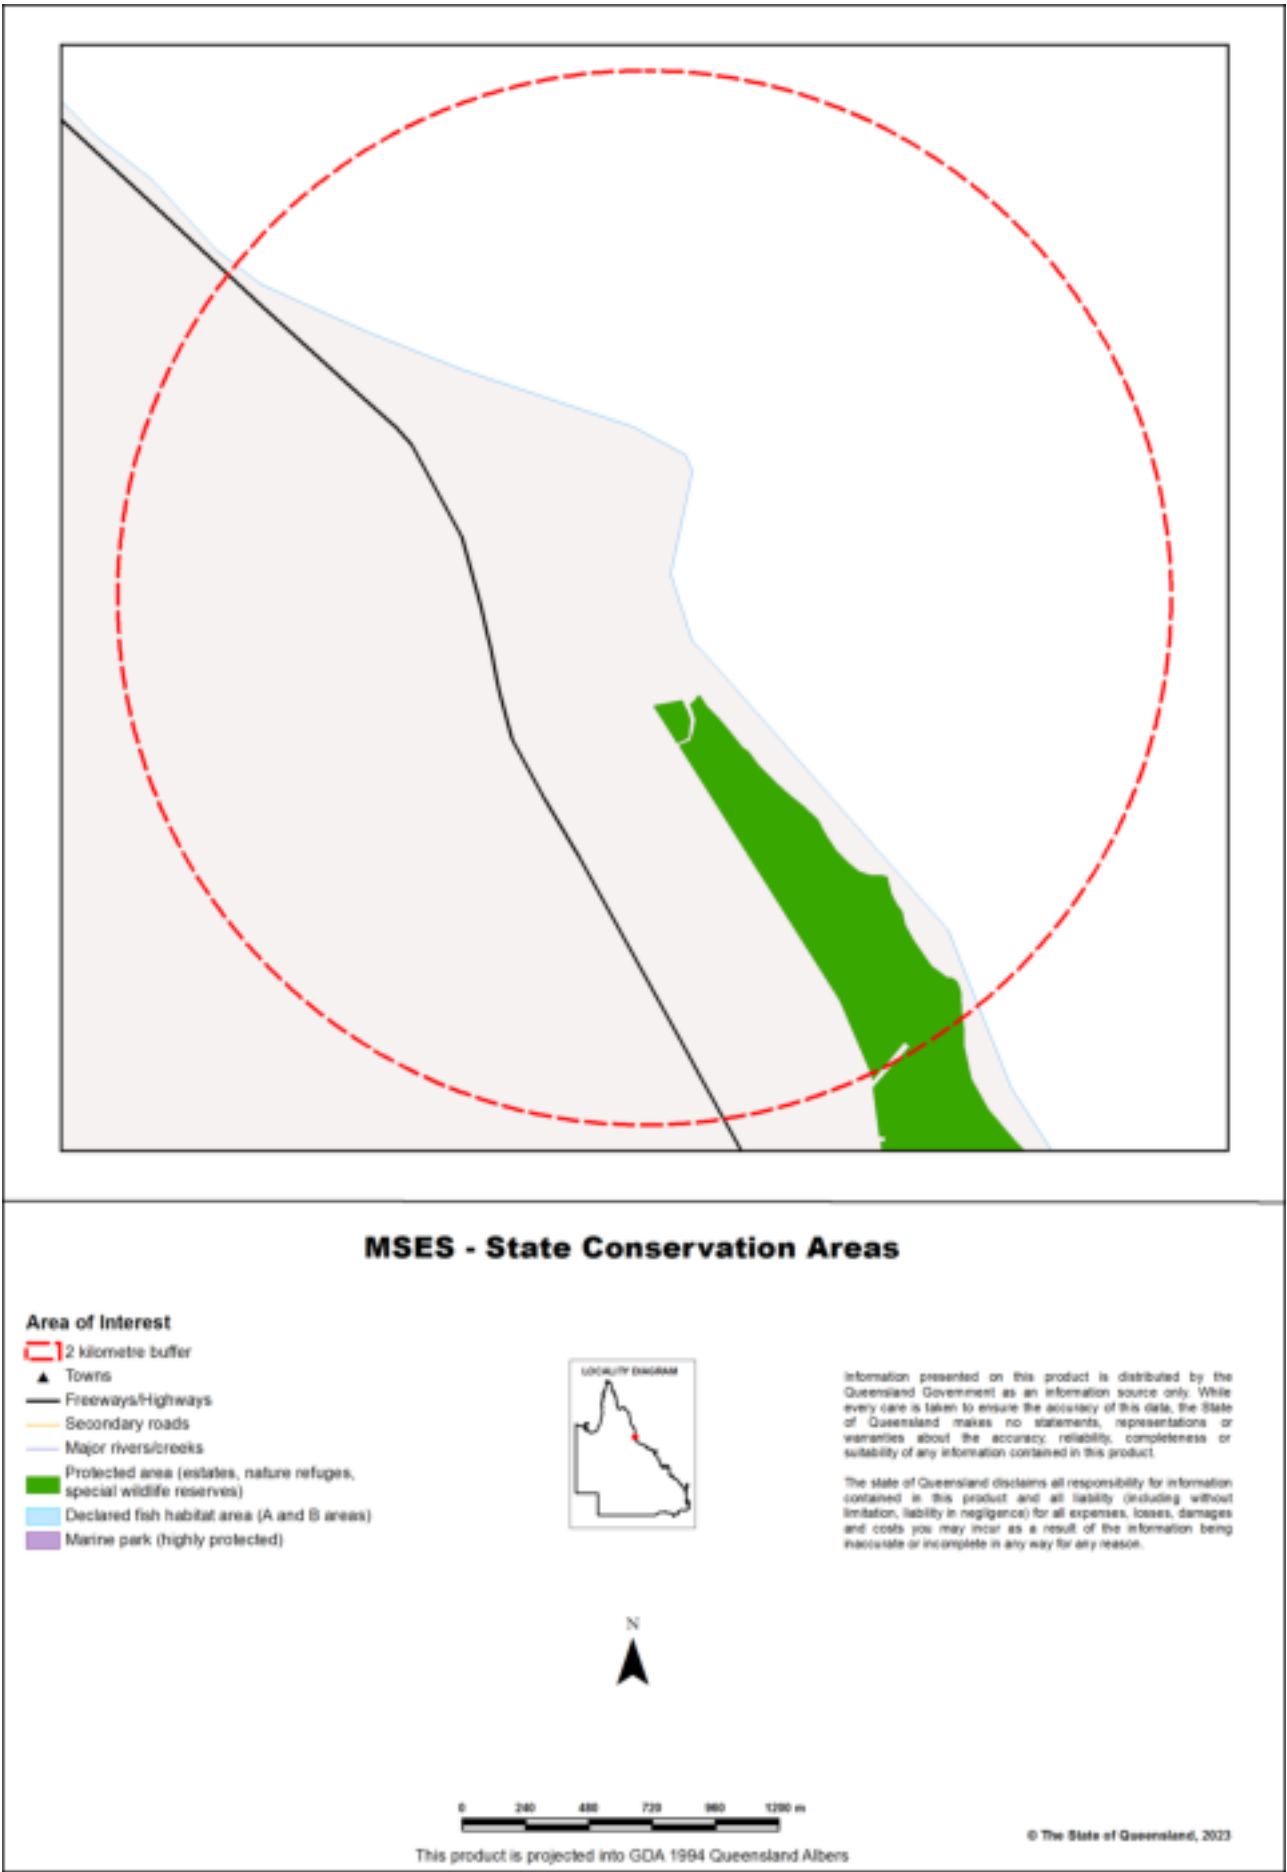 MSES - State Conservation Areas
Area of Interest
2 kilometre buffer
Towns
Freeways/Highways
Secondary roads
Major rivers/creeks
Protected area (estates, nature refuges,
special wildlife reserves)
Declared fish habitat area (A and B areas)
Marine park (highly protected)
LOCALITY DIAGRAM
Information presented on this product is distributed by the
Queensland Government as an information source only. While
every care is taken to ensure the accuracy of this data, the State
of Queensland makes no statements, representations or
warranties about the accuracy, reliability, completeness or
suitability of any information contained in this product.
The state of Queensland disclaims all responsibility for information
contained in this product and all liability (including without
limitation, liability in negligence) for all expenses, losses, damages
and costs you may incur as a result of the information being
inaccurate or incomplete in any way for any reason.
N
0 240 480 720 960 1200 m
This product is projected into GDA 1994 Queensland Albers
© The State of Queensland, 2023